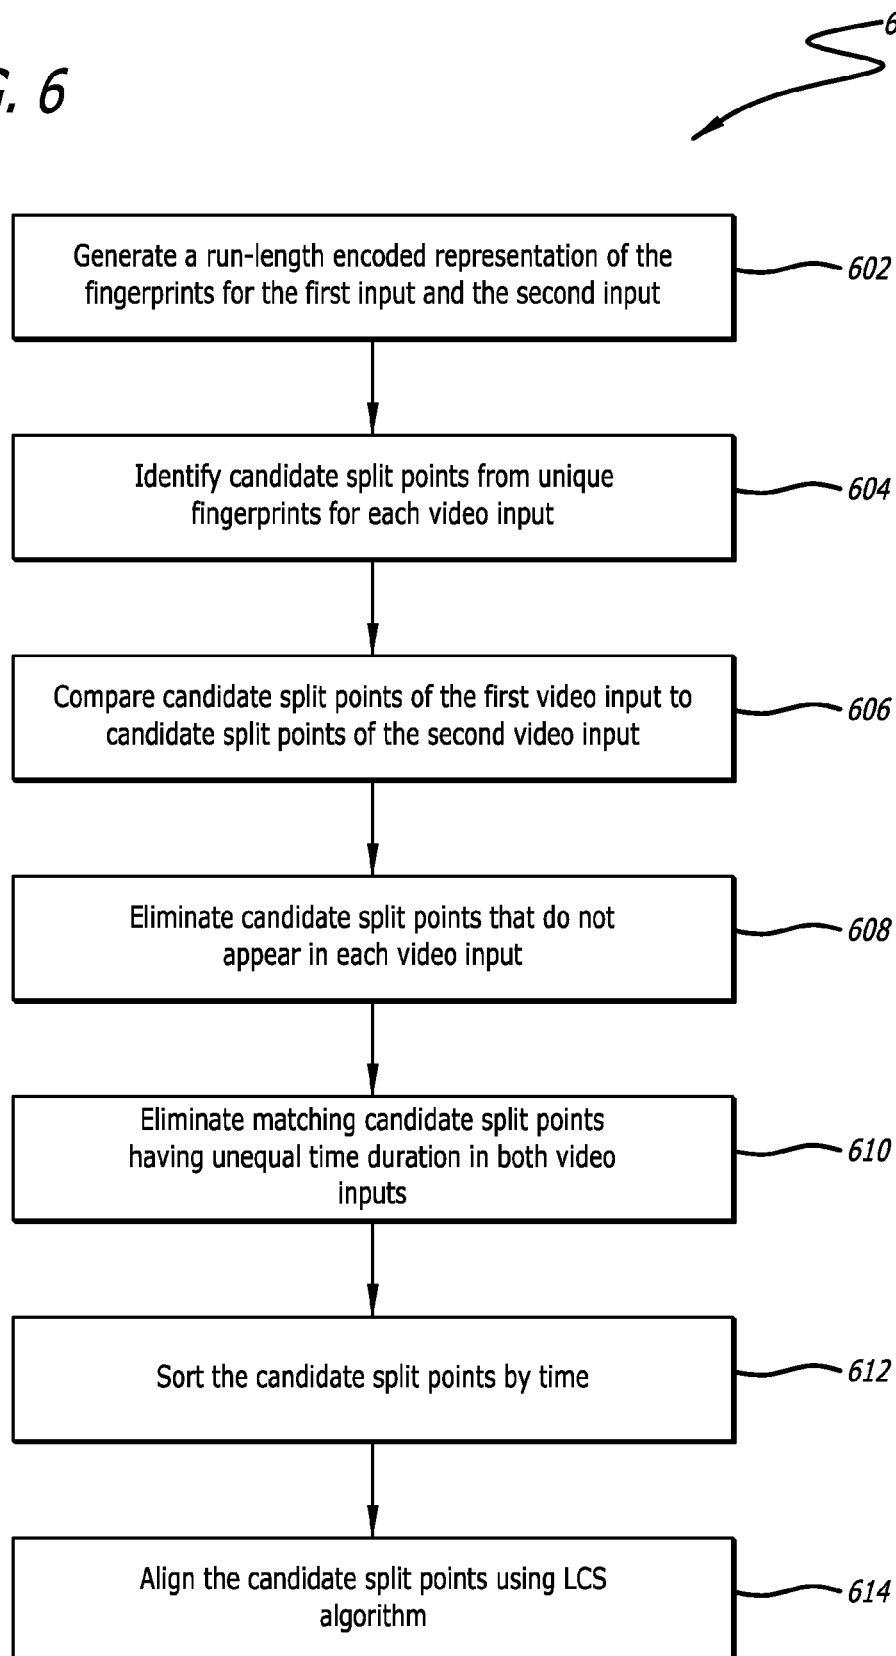 . 6
Generate a run-length encoded representation of the
fingerprints for the first input and the second input
602
Identify candidate split points from unique
fingerprints for each video input
604
Compare candidate split points of the first video input to
candidate split points of the second video input
606
Eliminate candidate split points that do not
appear in each video input
608
Eliminate matching candidate split points
having unequal time duration in both video
inputs
610
Sort the candidate split points by time
612
Align the candidate split points using LCS
algorithm
614